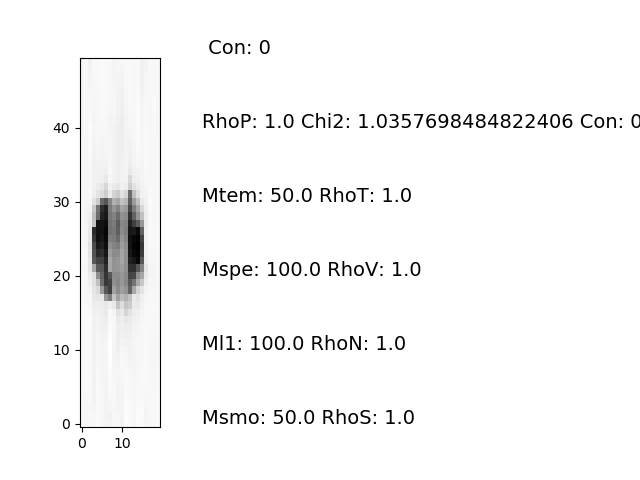 Con: 0
RhoP: 1.0 Chi2: 1.0357698484822406 Con: 0
Mtem: 50.0 RhoT: 1.0
Mspe: 100.0 RhoV: 1.0
Ml1: 100.0 RhoN: 1.0
Msmo: 50.0 RhoS: 1.0
40
30
20
10
0
0 10